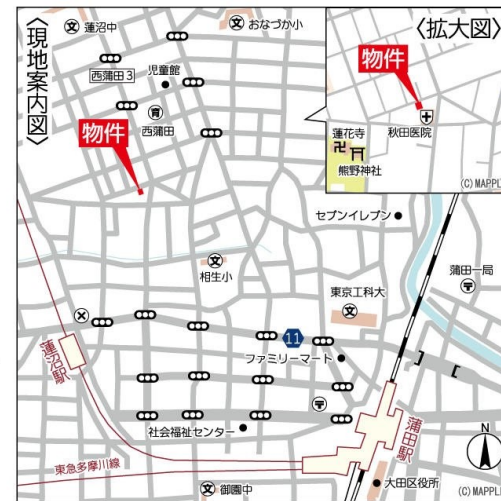 〈現地案内図〉
蓮沼中
おなづか小
西蒲田3
児童館
西蒲田
物件
〈拡大図〉
物件
蓮花寺
秋田医院
熊野神社
(C)MAPPLE
セブンイレブン
蒲田一局
相生小
東京工科大
11
ファミリーマート
蓮沼駅
社会福祉センター
蒲田駅
東急多摩川線
御園中
大田区役所
N
(C)MAPPL